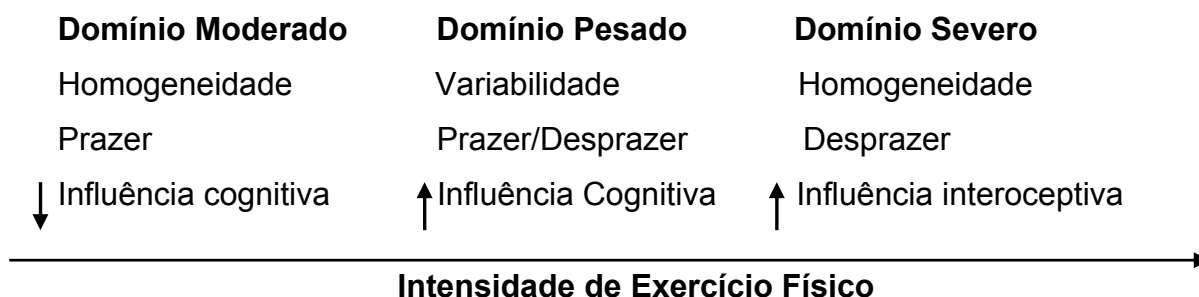 Domínio Moderado Domínio Pesado Domínio Severo
Homogeneidade Variabilidade Homogeneidade
Prazer Prazer/Desprazer Desprazer
Influência cognitiva Influência Cognitiva Influência interoceptiva
Intensidade de Exercício Físico